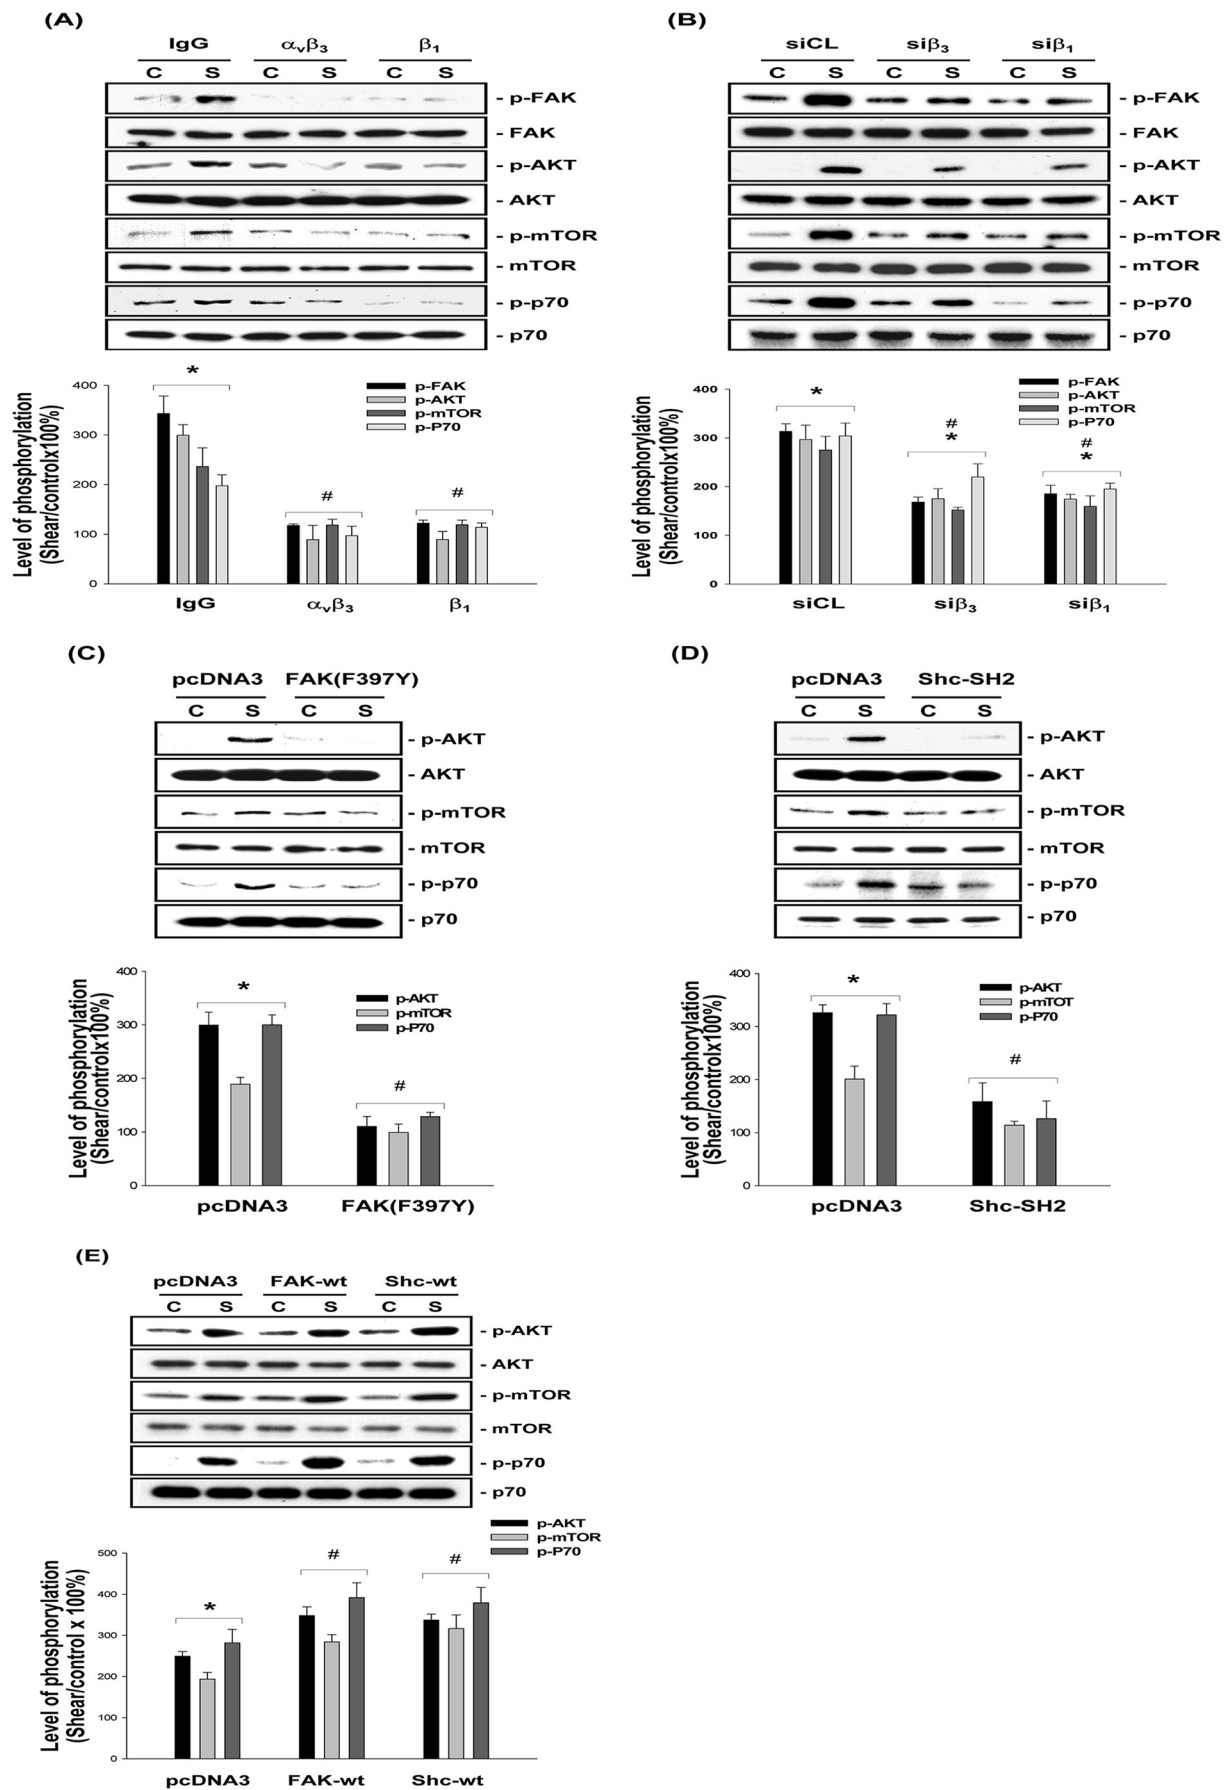 (A)
IgG αvβ3 β1
C S C S C S
- p-FAK
- FAK
- p-AKT
- AKT
- p-mTOR
- mTOR
- p-p70
- p70
Level of phosphorylation
(Shear/controlx100%)
400
300
200
100
0
*
#
#
p-FAK
p-AKT
p-mTOR
p-P70
IgG αvβ3 β1
(B)
siCL siβ3 siβ1
C S C S C S
- p-FAK
- FAK
- p-AKT
- AKT
- p-mTOR
- mTOR
- p-p70
- p70
Level of phosphorylation
(Shear/controlx100%)
400
300
200
100
0
*
#
*
#
*
p-FAK
p-AKT
p-mTOR
p-P70
siCL siβ3 siβ1
(C)
pcDNA3 FAK(F397Y)
C S C S
- p-AKT
- AKT
- p-mTOR
- mTOR
- p-p70
- p70
Level of phosphorylation
(Shear/controlx100%)
400
300
200
100
0
*
#
p-AKT
p-mTOR
p-P70
pcDNA3 FAK(F397Y)
(D)
pcDNA3 Shc-SH2
C S C S
- p-AKT
- AKT
- p-mTOR
- mTOR
- p-p70
- p70
Level of phosphorylation
(Shear/controlx100%)
400
300
200
100
0
*
#
p-AKT
p-mTOT
p-P70
pcDNA3 Shc-SH2
(E)
pcDNA3 FAK-wt Shc-wt
C S C S C S
- p-AKT
- AKT
- p-mTOR
- mTOR
- p-p70
- p70
Level of phosphorylation
(Shear/control x 100%)
500
400
300
200
100
0
*
#
#
p-AKT
p-mTOR
p-P70
pcDNA3 FAK-wt Shc-wt